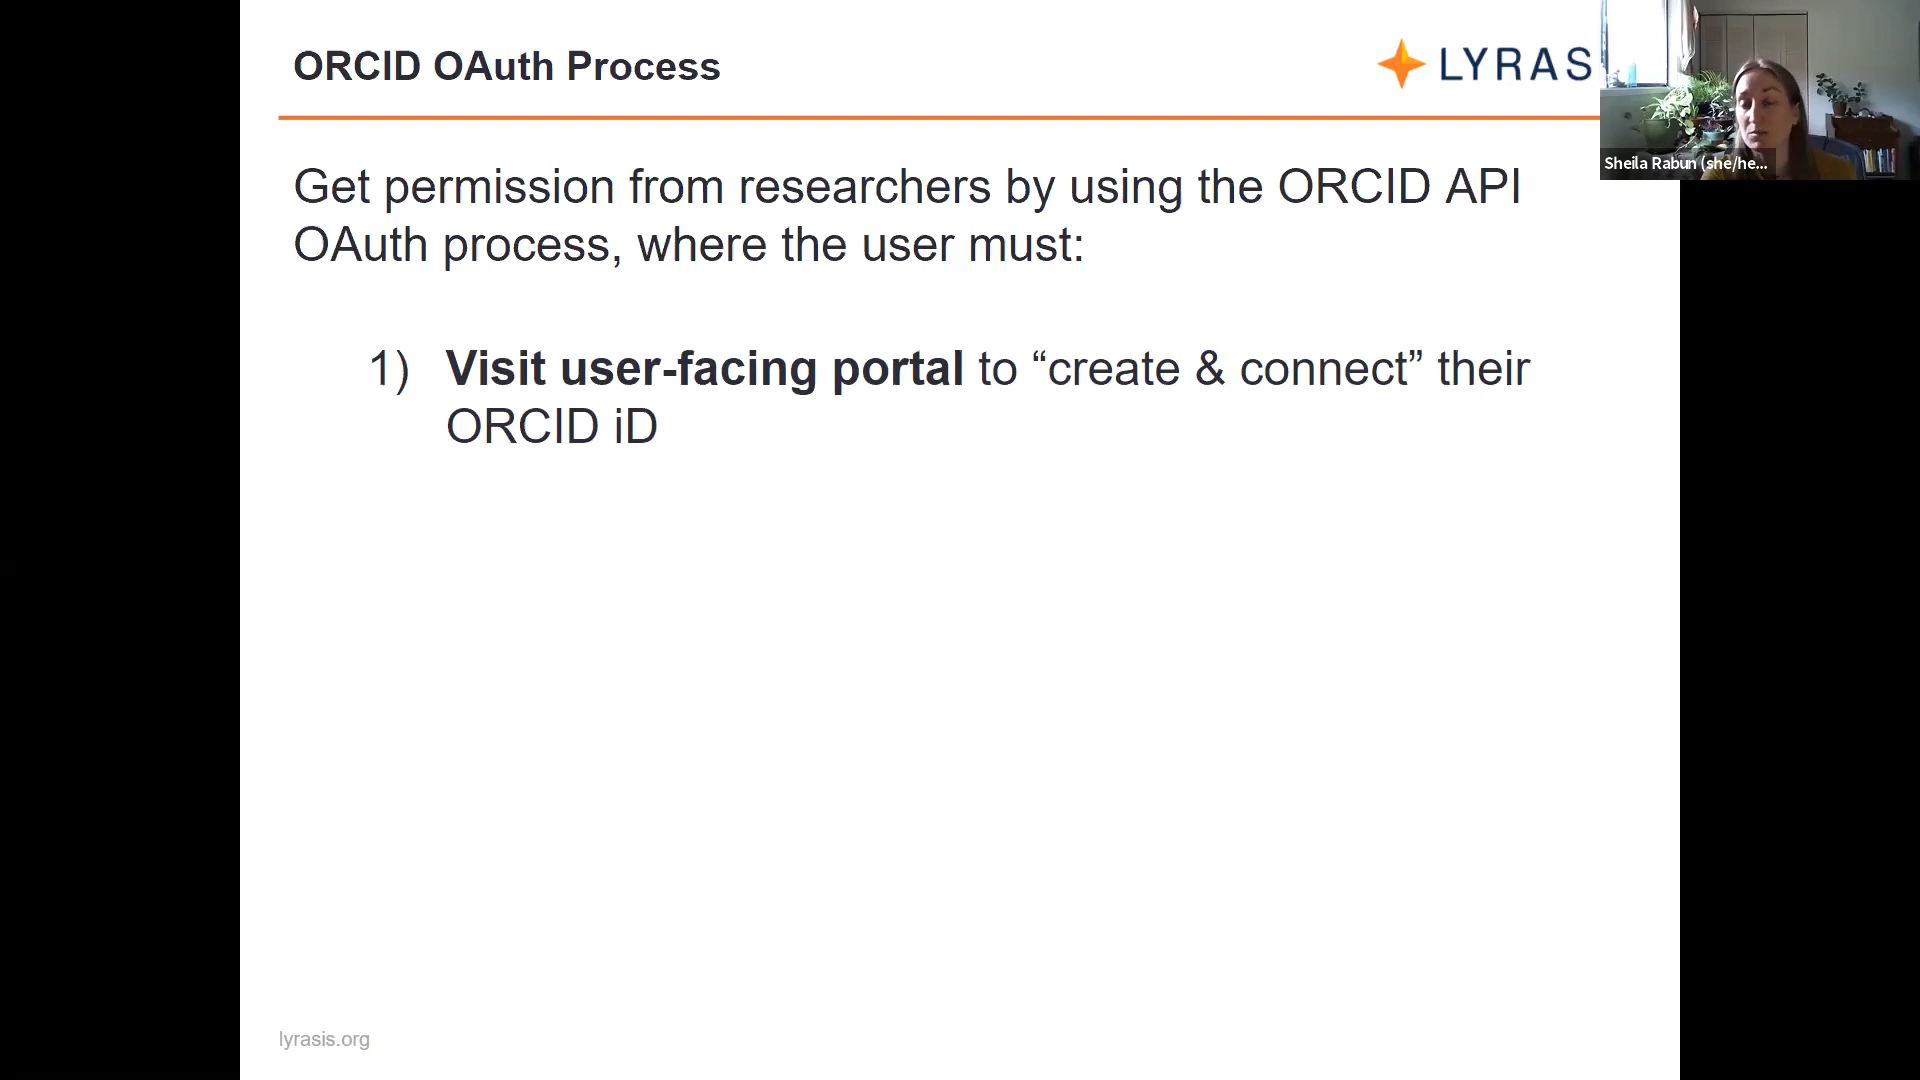 ORCID OAuth Process
LYRAS
Sheila Rabun (she/he...
Get permission from researchers by using the ORCID API
OAuth process, where the user must:
1) Visit user-facing portal to “create & connect” their
ORCID iD
lyrasis.org